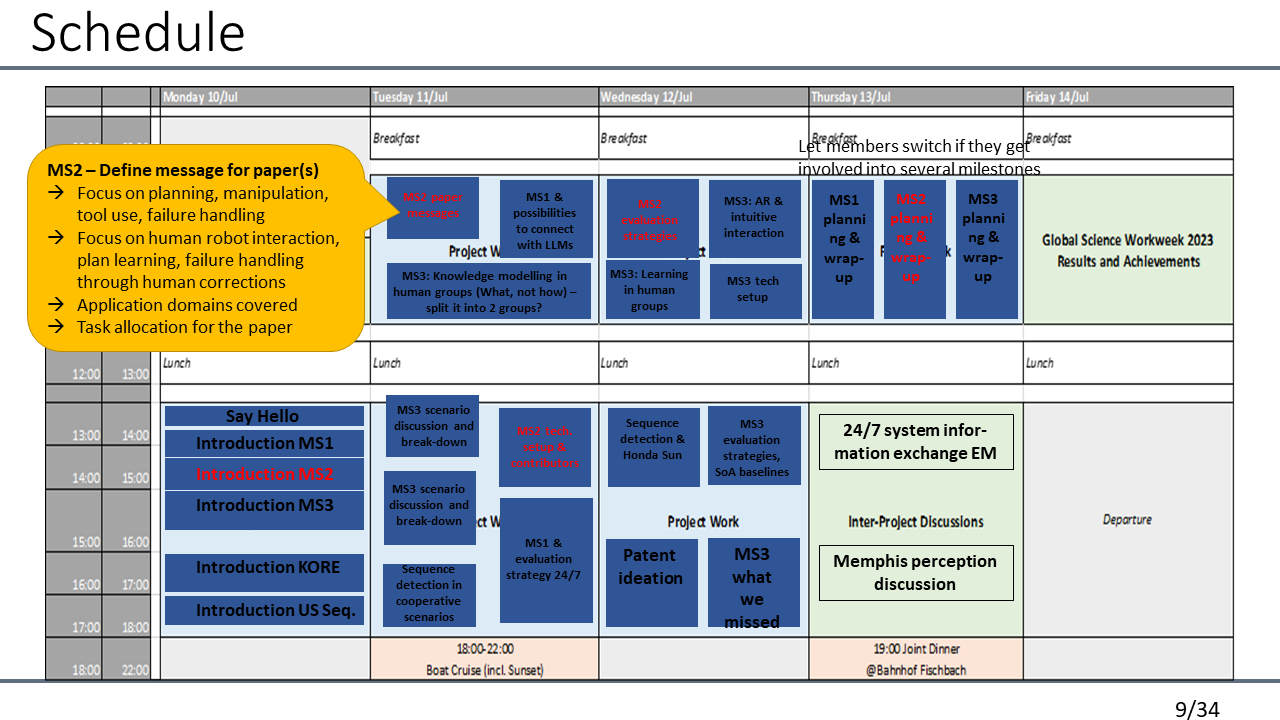 Schedule
Monday 10/Jul
Tuesday 11/Jul
Wednesday 12/Jul
Thursday 13/Jul
Friday 14/Jul
Breakfast
Breakfast
Breakfast
Breakfast
Let members switch if they get
involved into several milestones
MS2 – Define message for paper(s)
→ Focus on planning, manipulation,
tool use, failure handling
→ Focus on human robot interaction,
plan learning, failure handling
through human corrections
→ Application domains covered
→ Task allocation for the paper
MS2 paper
messages
MS1 &
possibilities
to connect
with LLMs
Project W
MS3: Knowledge modelling in
human groups (What, not how) –
split it into 2 groups?
MS2
evaluation
strategies
MS3: AR &
intuitive
interaction
MS3: Learning
in human
groups
MS3 tech
setup
MS1
planni
ng &
wrap-
up
MS2
planni
ng &
wrap-
up
MS3
planni
ng &
wrap-
up
Global Science Workweek 2023
Results and Achievements
12:00 13:00
Lunch
Lunch
Lunch
Lunch
Lunch
13:00 14:00
14:00 15:00
15:00 16:00
16:00 17:00
17:00 18:00
18:00 22:00
Say Hello
Introduction MS1
Introduction MS2
Introduction MS3
Introduction KORE
Introduction US Seq.
MS3 scenario
discussion and
break-down
MS2 tech.
setup &
contributors
MS3 scenario
discussion and
break-down
ect W
MS1 &
evaluation
strategy 24/7
Sequence
detection in
cooperative
scenarios
18:00-22:00
Boat Cruise (incl. Sunset)
Sequence
detection &
Honda Sun
MS3
evaluation
strategies,
SoA baselines
Project Work
Patent
ideation
MS3
what
we
missed
24/7 system infor-
mation exchange EM
Inter-Project Discussions
Memphis perception
discussion
19:00 Joint Dinner
@Bahnhof Fischbach
Departure
9/34